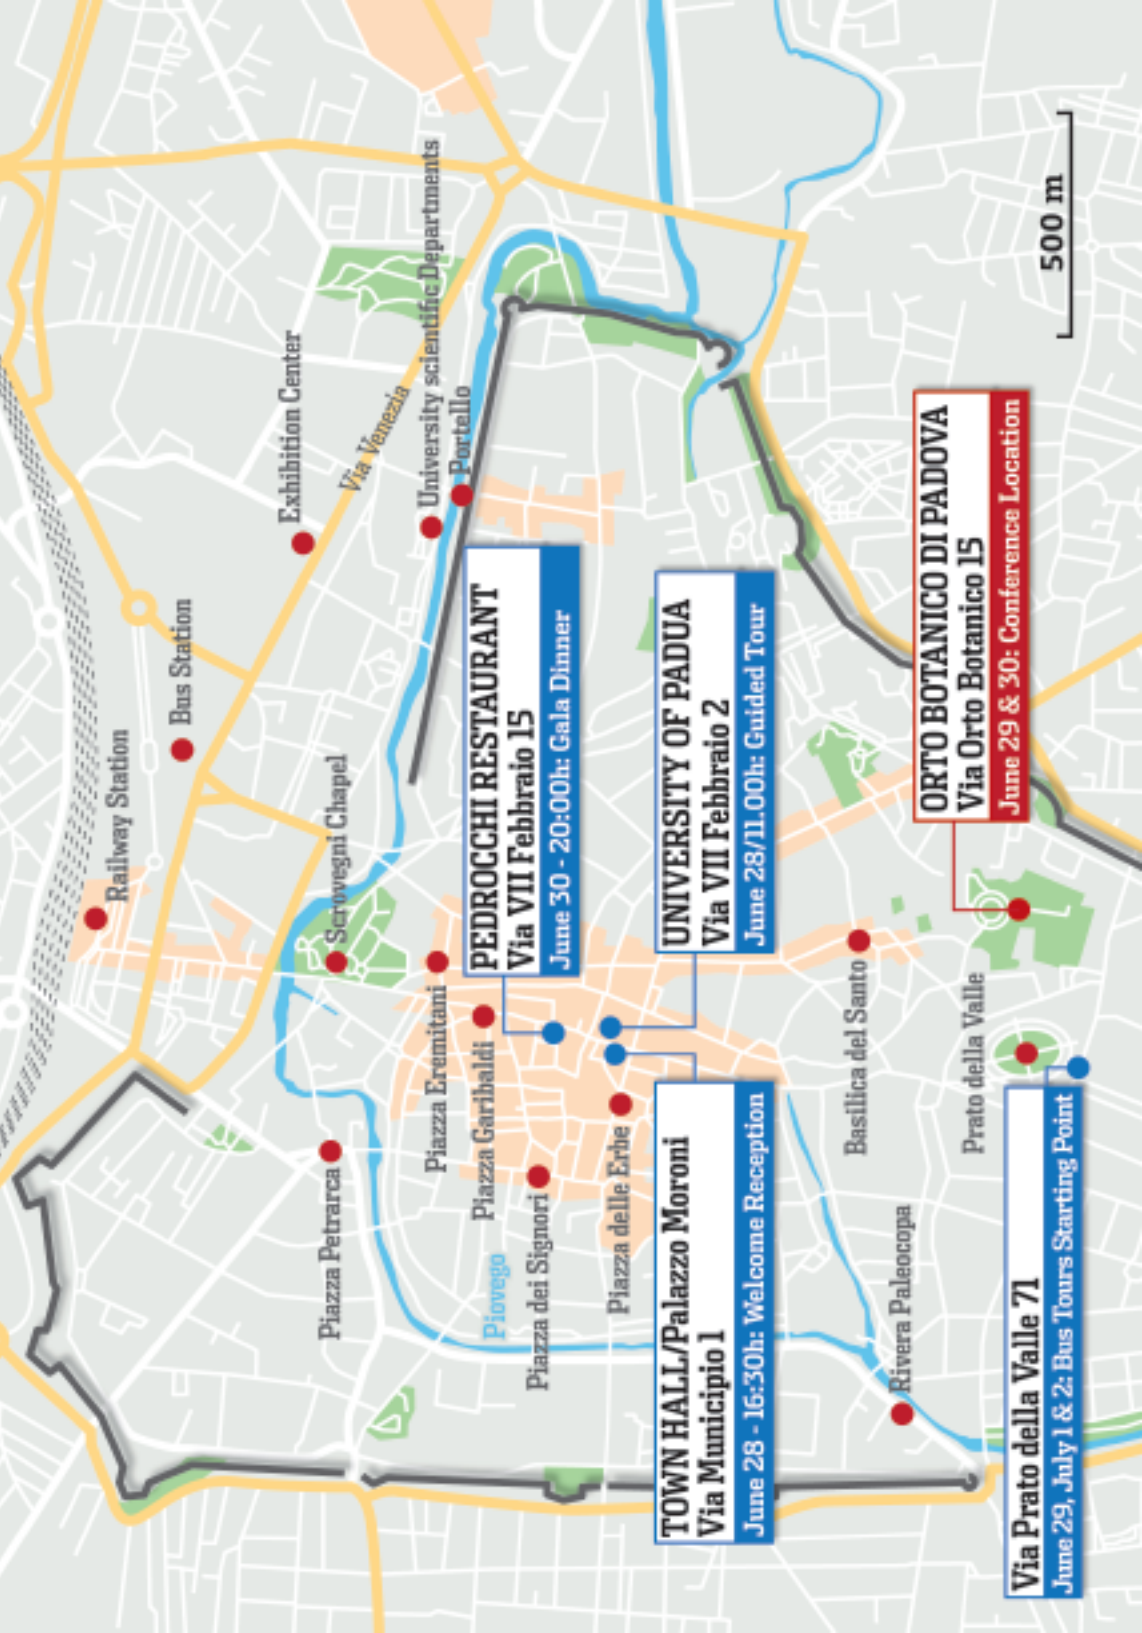 Railway Station
Bus Station
Exhibition Center
Via Venezia
University scientific Departments
Portello
Scrovegni Chapel
Piazza Petrarca
Piazza Eremitani
Piazza Garibaldi
Piovego
Piazza dei Signori
Piazza delle Erbe
PEDROCCHI RESTAURANT
Via VII Febbraio 15
June 30 - 20:00h: Gala Dinner
UNIVERSITY OF PADUA
Via VII Febbraio 2
June 28/11.00h: Guided Tour
TOWN HALL/Palazzo Moroni
Via Municipio 1
June 28 - 16:30h: Welcome Reception
Basilica del Santo
Rivera Paleocopa
Prato della Valle
ORTO BOTANICO DI PADOVA
Via Orto Botanico 15
June 29 & 30: Conference Location
Via Prato della Valle 71
June 29, July 1 & 2: Bus Tours Starting Point
500 m